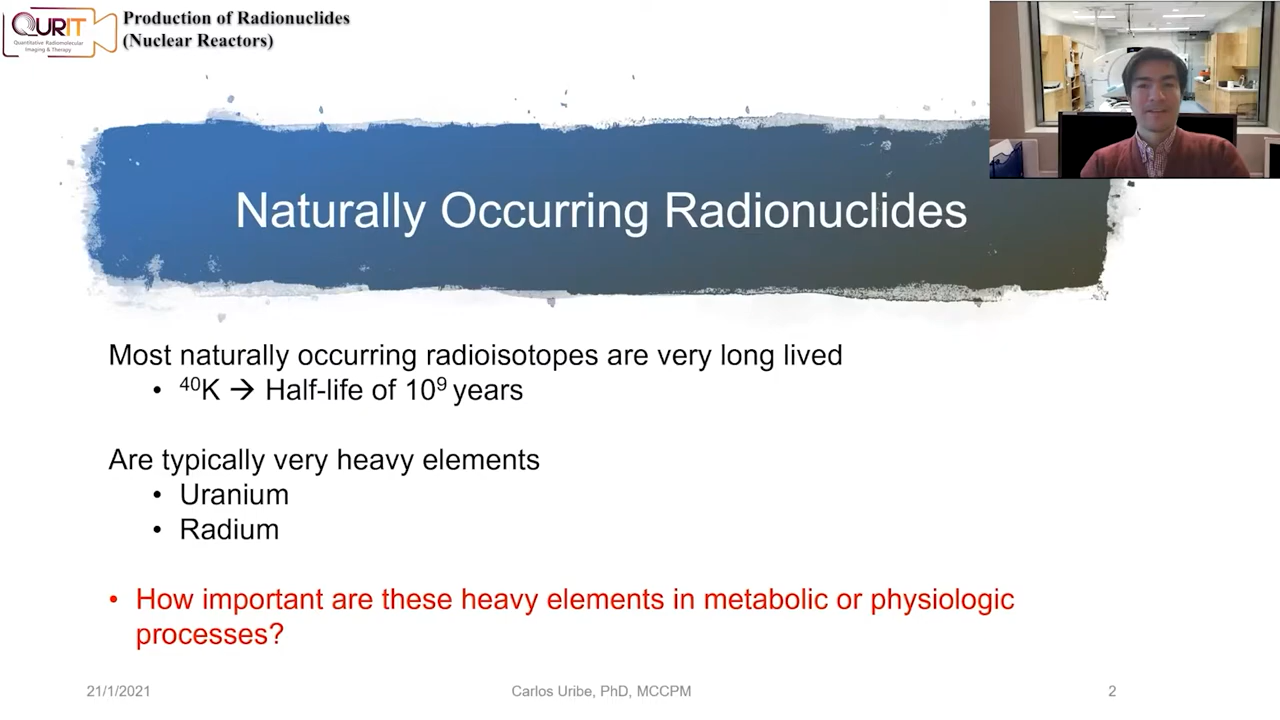 QURIT
Quantitative Radiomolecular
Imaging & Therapy
Production of Radionuclides
(Nuclear Reactors)
Naturally Occurring Radionuclides
Most naturally occurring radioisotopes are very long lived
• ⁴⁰K → Half-life of 10⁹ years
Are typically very heavy elements
• Uranium
• Radium
• How important are these heavy elements in metabolic or physiologic
processes?
21/1/2021
Carlos Uribe, PhD, MCCPM
2